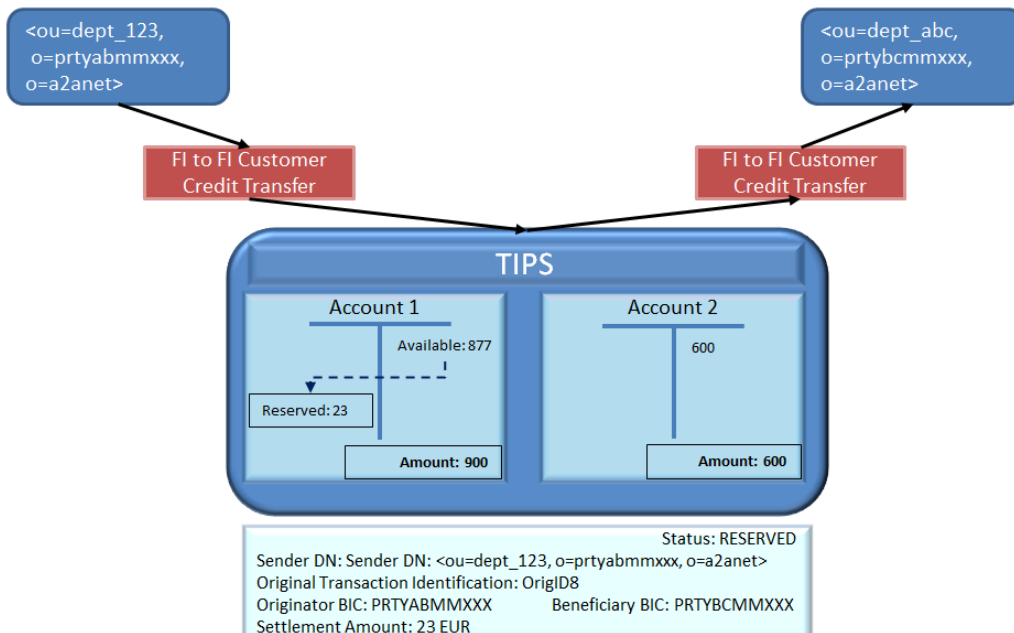 <ou=dept_123,
o=prtyabmmxxx,
o=a2anet>
<ou=dept_abc,
o=prtybcmmxxx,
o=a2anet>
FI to FI Customer
Credit Transfer
FI to FI Customer
Credit Transfer
TIPS
Account 1
Available: 877
Reserved: 23
Amount: 900
Account 2
600
Amount: 600
Status: RESERVED
Sender DN: Sender DN: <ou=dept_123, o=prtyabmmxxx, o=a2anet>
Original Transaction Identification: OrigID8
Originator BIC: PRTYABMMXXX Beneficiary BIC: PRTYBCMMXXX
Settlement Amount: 23 EUR